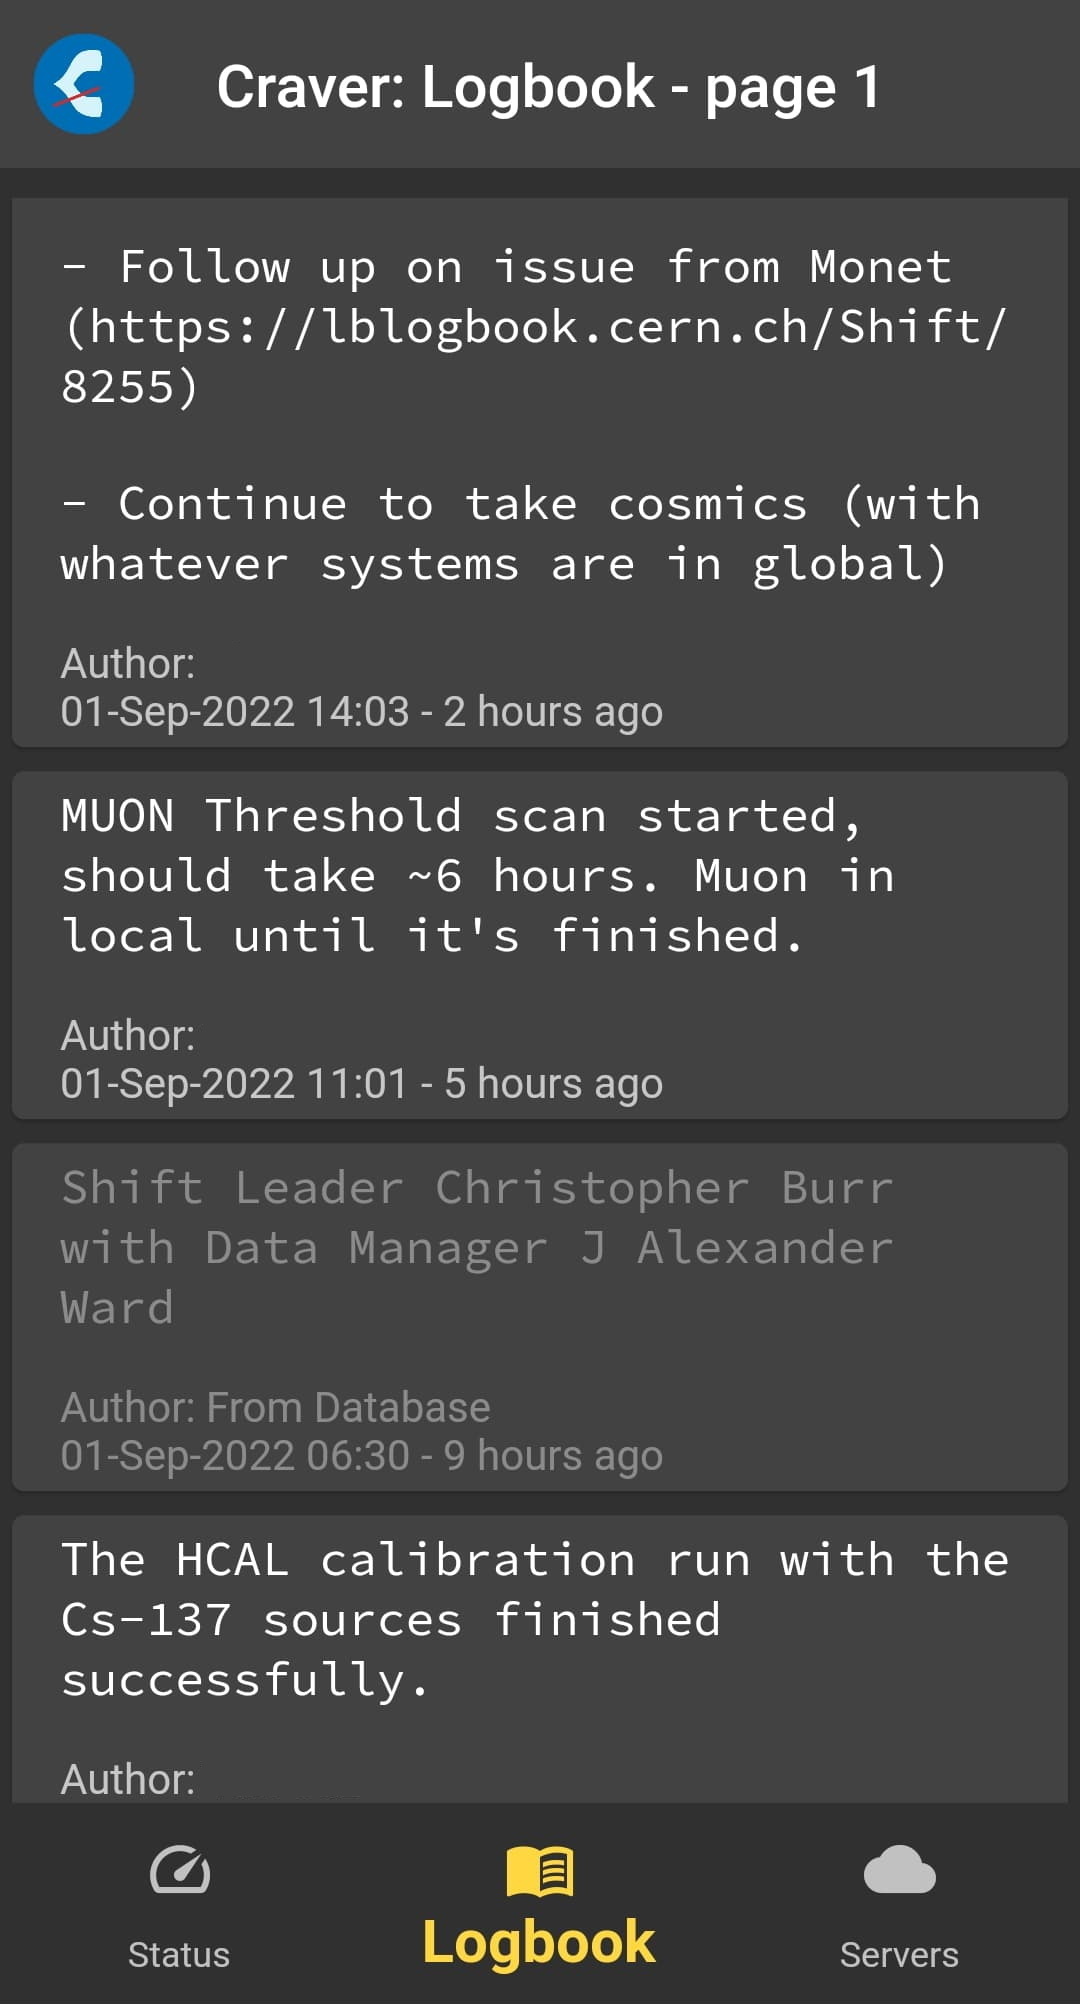 Craver: Logbook - page 1
- Follow up on issue from Monet
(https://lblogbook.cern.ch/Shift/
8255)
- Continue to take cosmics (with
whatever systems are in global)
Author:
01-Sep-2022 14:03 - 2 hours ago
MUON Threshold scan started,
should take ~6 hours. Muon in
local until it's finished.
Author:
01-Sep-2022 11:01 - 5 hours ago
Shift Leader Christopher Burr
with Data Manager J Alexander
Ward
Author: From Database
01-Sep-2022 06:30 - 9 hours ago
The HCAL calibration run with the
Cs-137 sources finished
successfully.
Author:
Status
Logbook
Servers